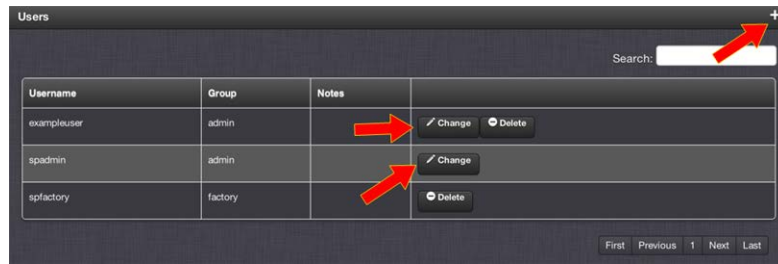 Users
+
Search:
Username Group Notes
exampleuser admin Change Delete
spadmin admin Change
spfactory factory Delete
First Previous 1 Next Last